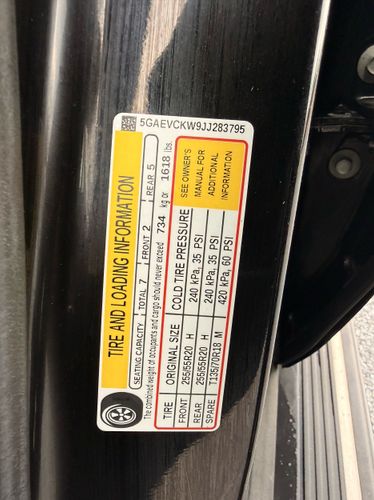 5GAEVCKW9JJ283795
TIRE AND LOADING INFORMATION
SEATING CAPACITY TOTAL 7 FRONT 2 REAR 5
The combined weight of occupants and cargo should never exceed 734 kg or 1618 lbs.
TIRE ORIGINAL SIZE COLD TIRE PRESSURE
FRONT 255/55R20 H 240 kPa, 35 PSI
REAR 255/55R20 H 240 kPa, 35 PSI
SPARE T135/70R18 M 420 kPa, 60 PSI
SEE OWNER'S
MANUAL FOR
ADDITIONAL
INFORMATION